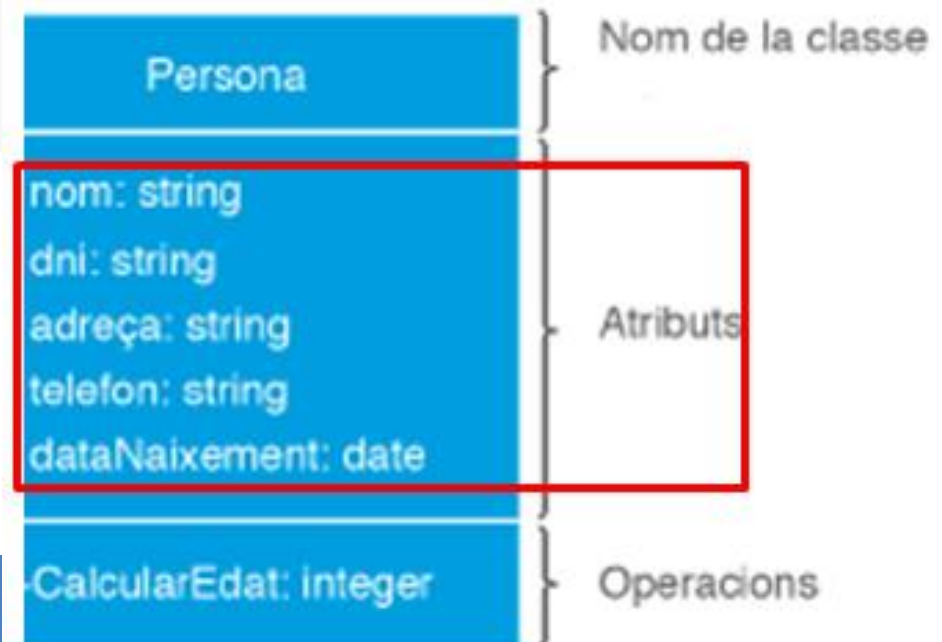 Persona
Nom de la classe
nom: string
dni: string
adreça: string
telefon: string
dataNaixement: date
Atributs
-CalcularEdat: integer
Operacions